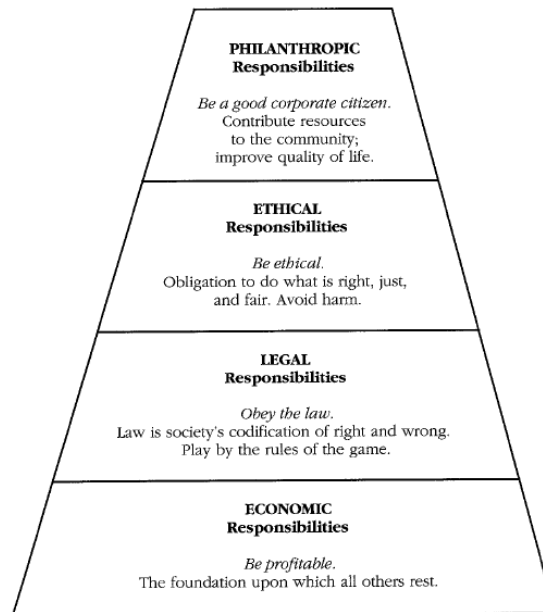 PHILANTHROPIC
Responsibilities
Be a good corporate citizen.
Contribute resources
to the community;
improve quality of life.
ETHICAL
Responsibilities
Be ethical.
Obligation to do what is right, just,
and fair. Avoid harm.
LEGAL
Responsibilities
Obey the law.
Law is society's codification of right and wrong.
Play by the rules of the game.
ECONOMIC
Responsibilities
Be profitable.
The foundation upon which all others rest.